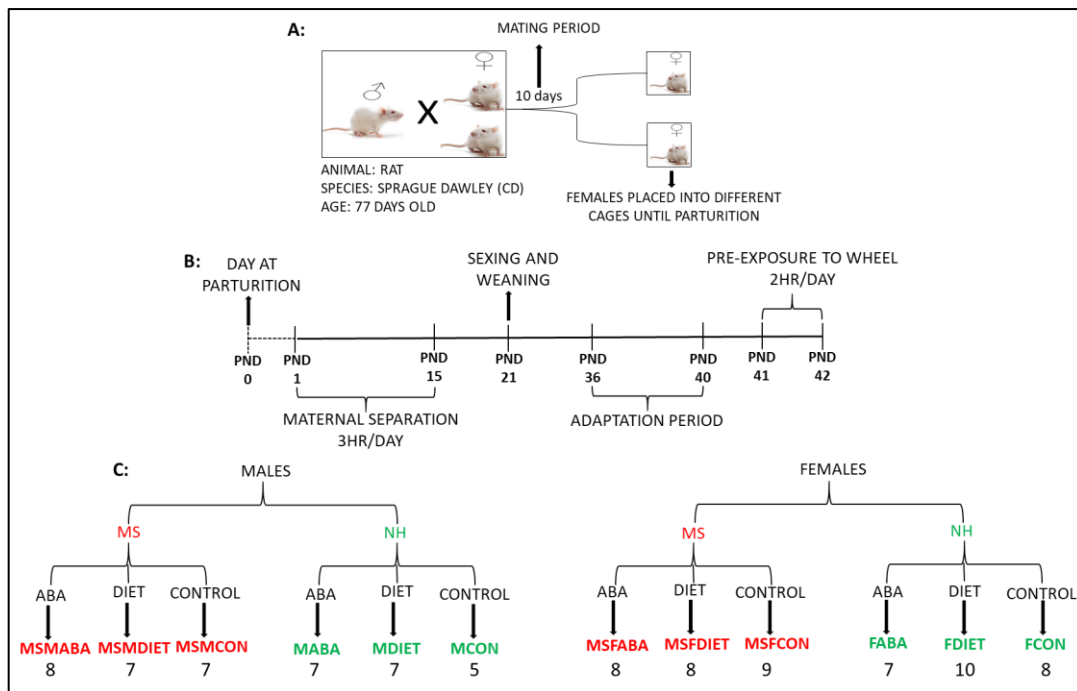 A:
MATING PERIOD
♂
♀
X
10 days
♀
♀
ANIMAL: RAT
SPECIES: SPRAGUE DAWLEY (CD)
AGE: 77 DAYS OLD
FEMALES PLACED INTO DIFFERENT
CAGES UNTIL PARTURITION
B:
DAY AT
PARTURITION
SEXING AND
WEANING
PRE-EXPOSURE TO WHEEL
2HR/DAY
PND PND PND PND PND PND PND PND
0 1 15 21 36 40 41 42
MATERNAL SEPARATION
3HR/DAY
ADAPTATION PERIOD
C:
MALES FEMALES
MS NH MS NH
ABA DIET CONTROL ABA DIET CONTROL ABA DIET CONTROL ABA DIET CONTROL
MSMABA MSMDIET MSMCON MABA MDIET MCON MSFABA MSFDIET MSFCON FABA FDIET FCON
8 7 7 7 7 5 8 8 9 7 10 8